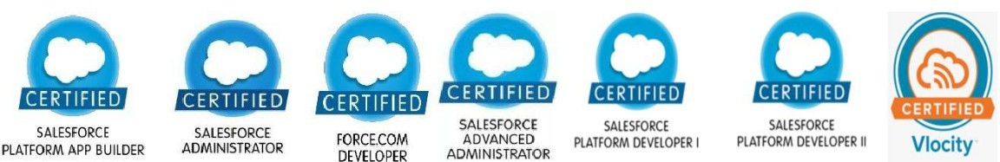 CERTIFIED
SALESFORCE
PLATFORM APP BUILDER
CERTIFIED
SALESFORCE
ADMINISTRATOR
CERTIFIED
FORCE.COM
DEVELOPER
CERTIFIED
SALESFORCE
ADVANCED
ADMINISTRATOR
CERTIFIED
SALESFORCE
PLATFORM DEVELOPER I
CERTIFIED
SALESFORCE
PLATFORM DEVELOPER II
CERTIFIED
Vlocity